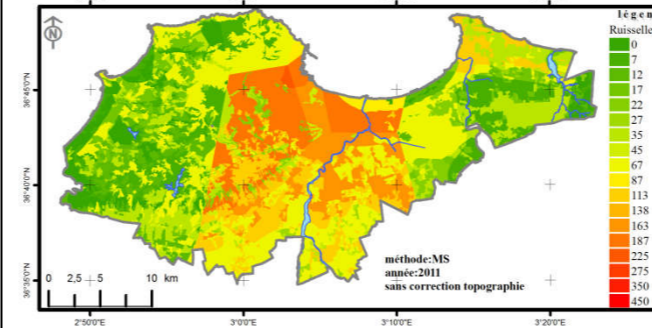 légen
Ruisselle
0
7
12
17
22
27
35
45
67
87
113
138
163
187
225
275
350
450
N
36°45'0"N
36°40'0"N
36°35'0"N
0 2,5 5 10 km
méthode:MS
année:2011
sans correction topographie
2°50'0"E 3°0'0"E 3°10'0"E 3°20'0"E